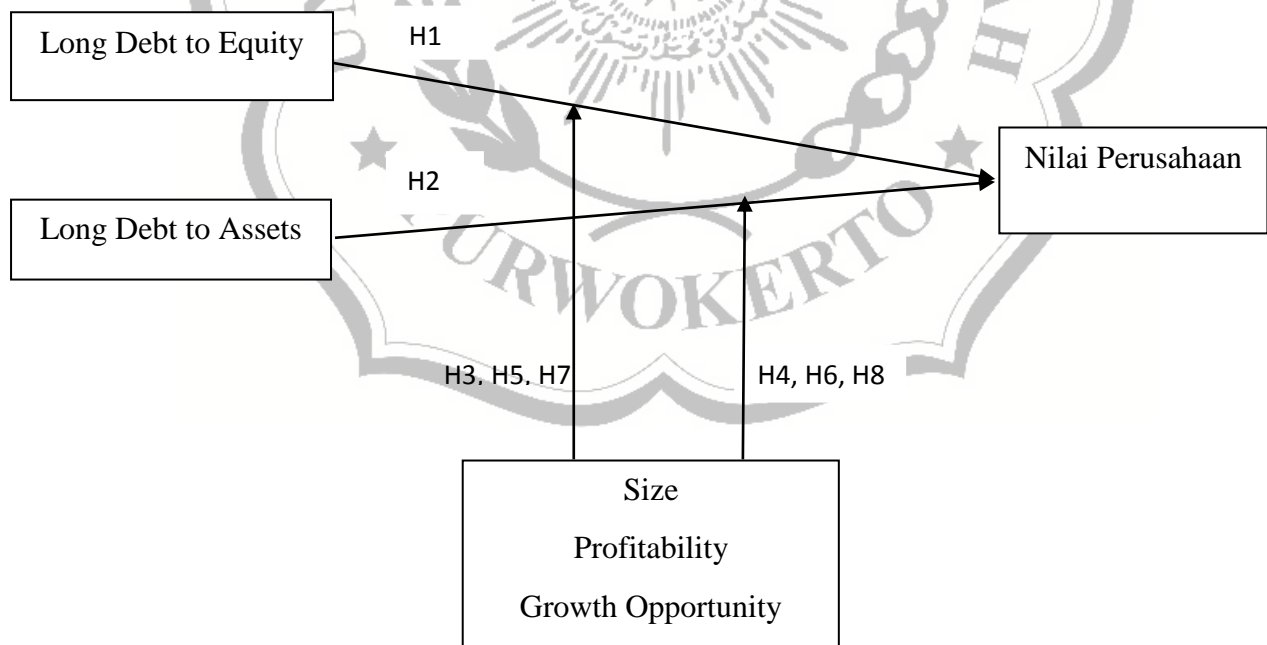 Long Debt to Equity
H1
Nilai Perusahaan
H2
Long Debt to Assets
URWOKERTO
H3, H5, H7
H4, H6, H8
Size
Profitability
Growth Opportunity